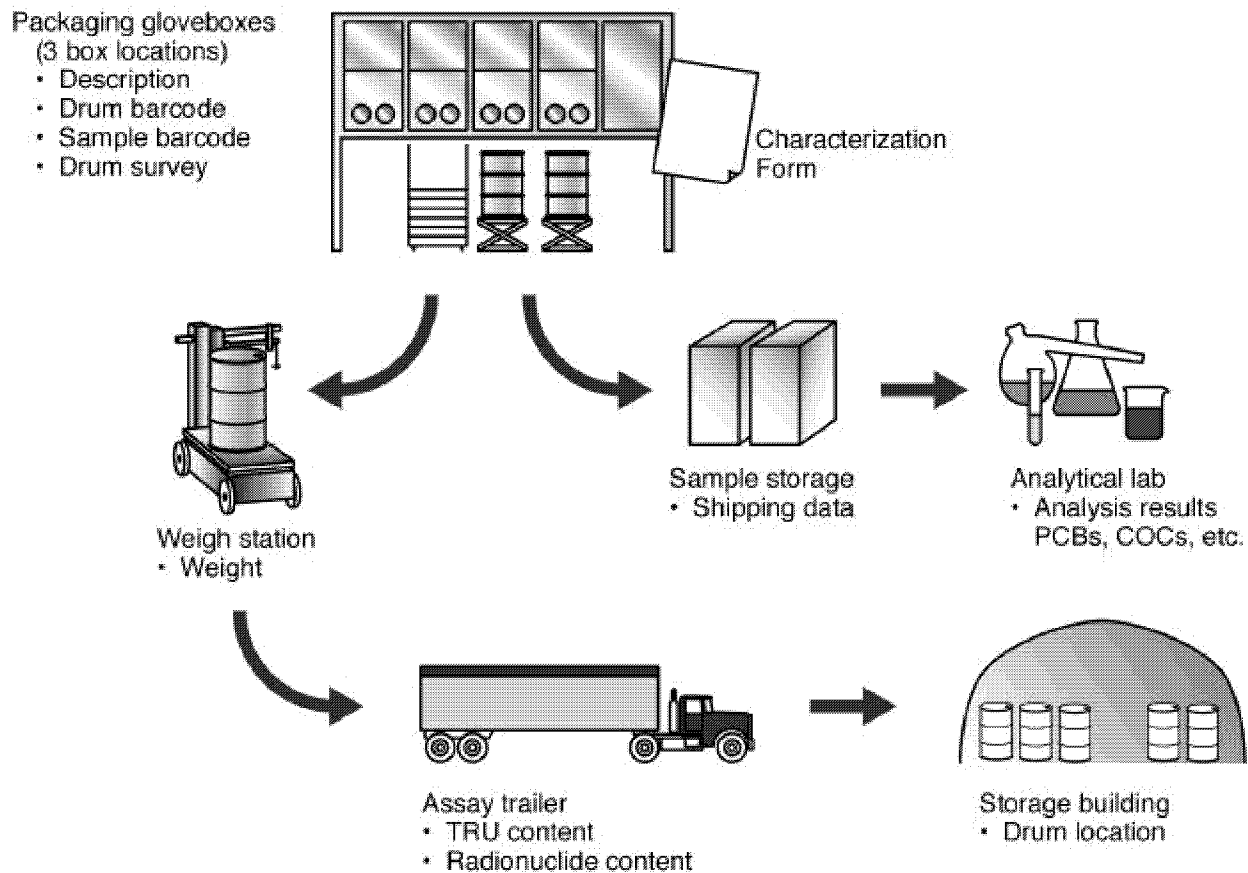 Packaging gloveboxes
(3 box locations)
• Description
• Drum barcode
• Sample barcode
• Drum survey
Characterization
Form
Sample storage
• Shipping data
Analytical lab
• Analysis results
PCBs, COCs, etc.
Weigh station
• Weight
Assay trailer
• TRU content
• Radionuclide content
Storage building
• Drum location